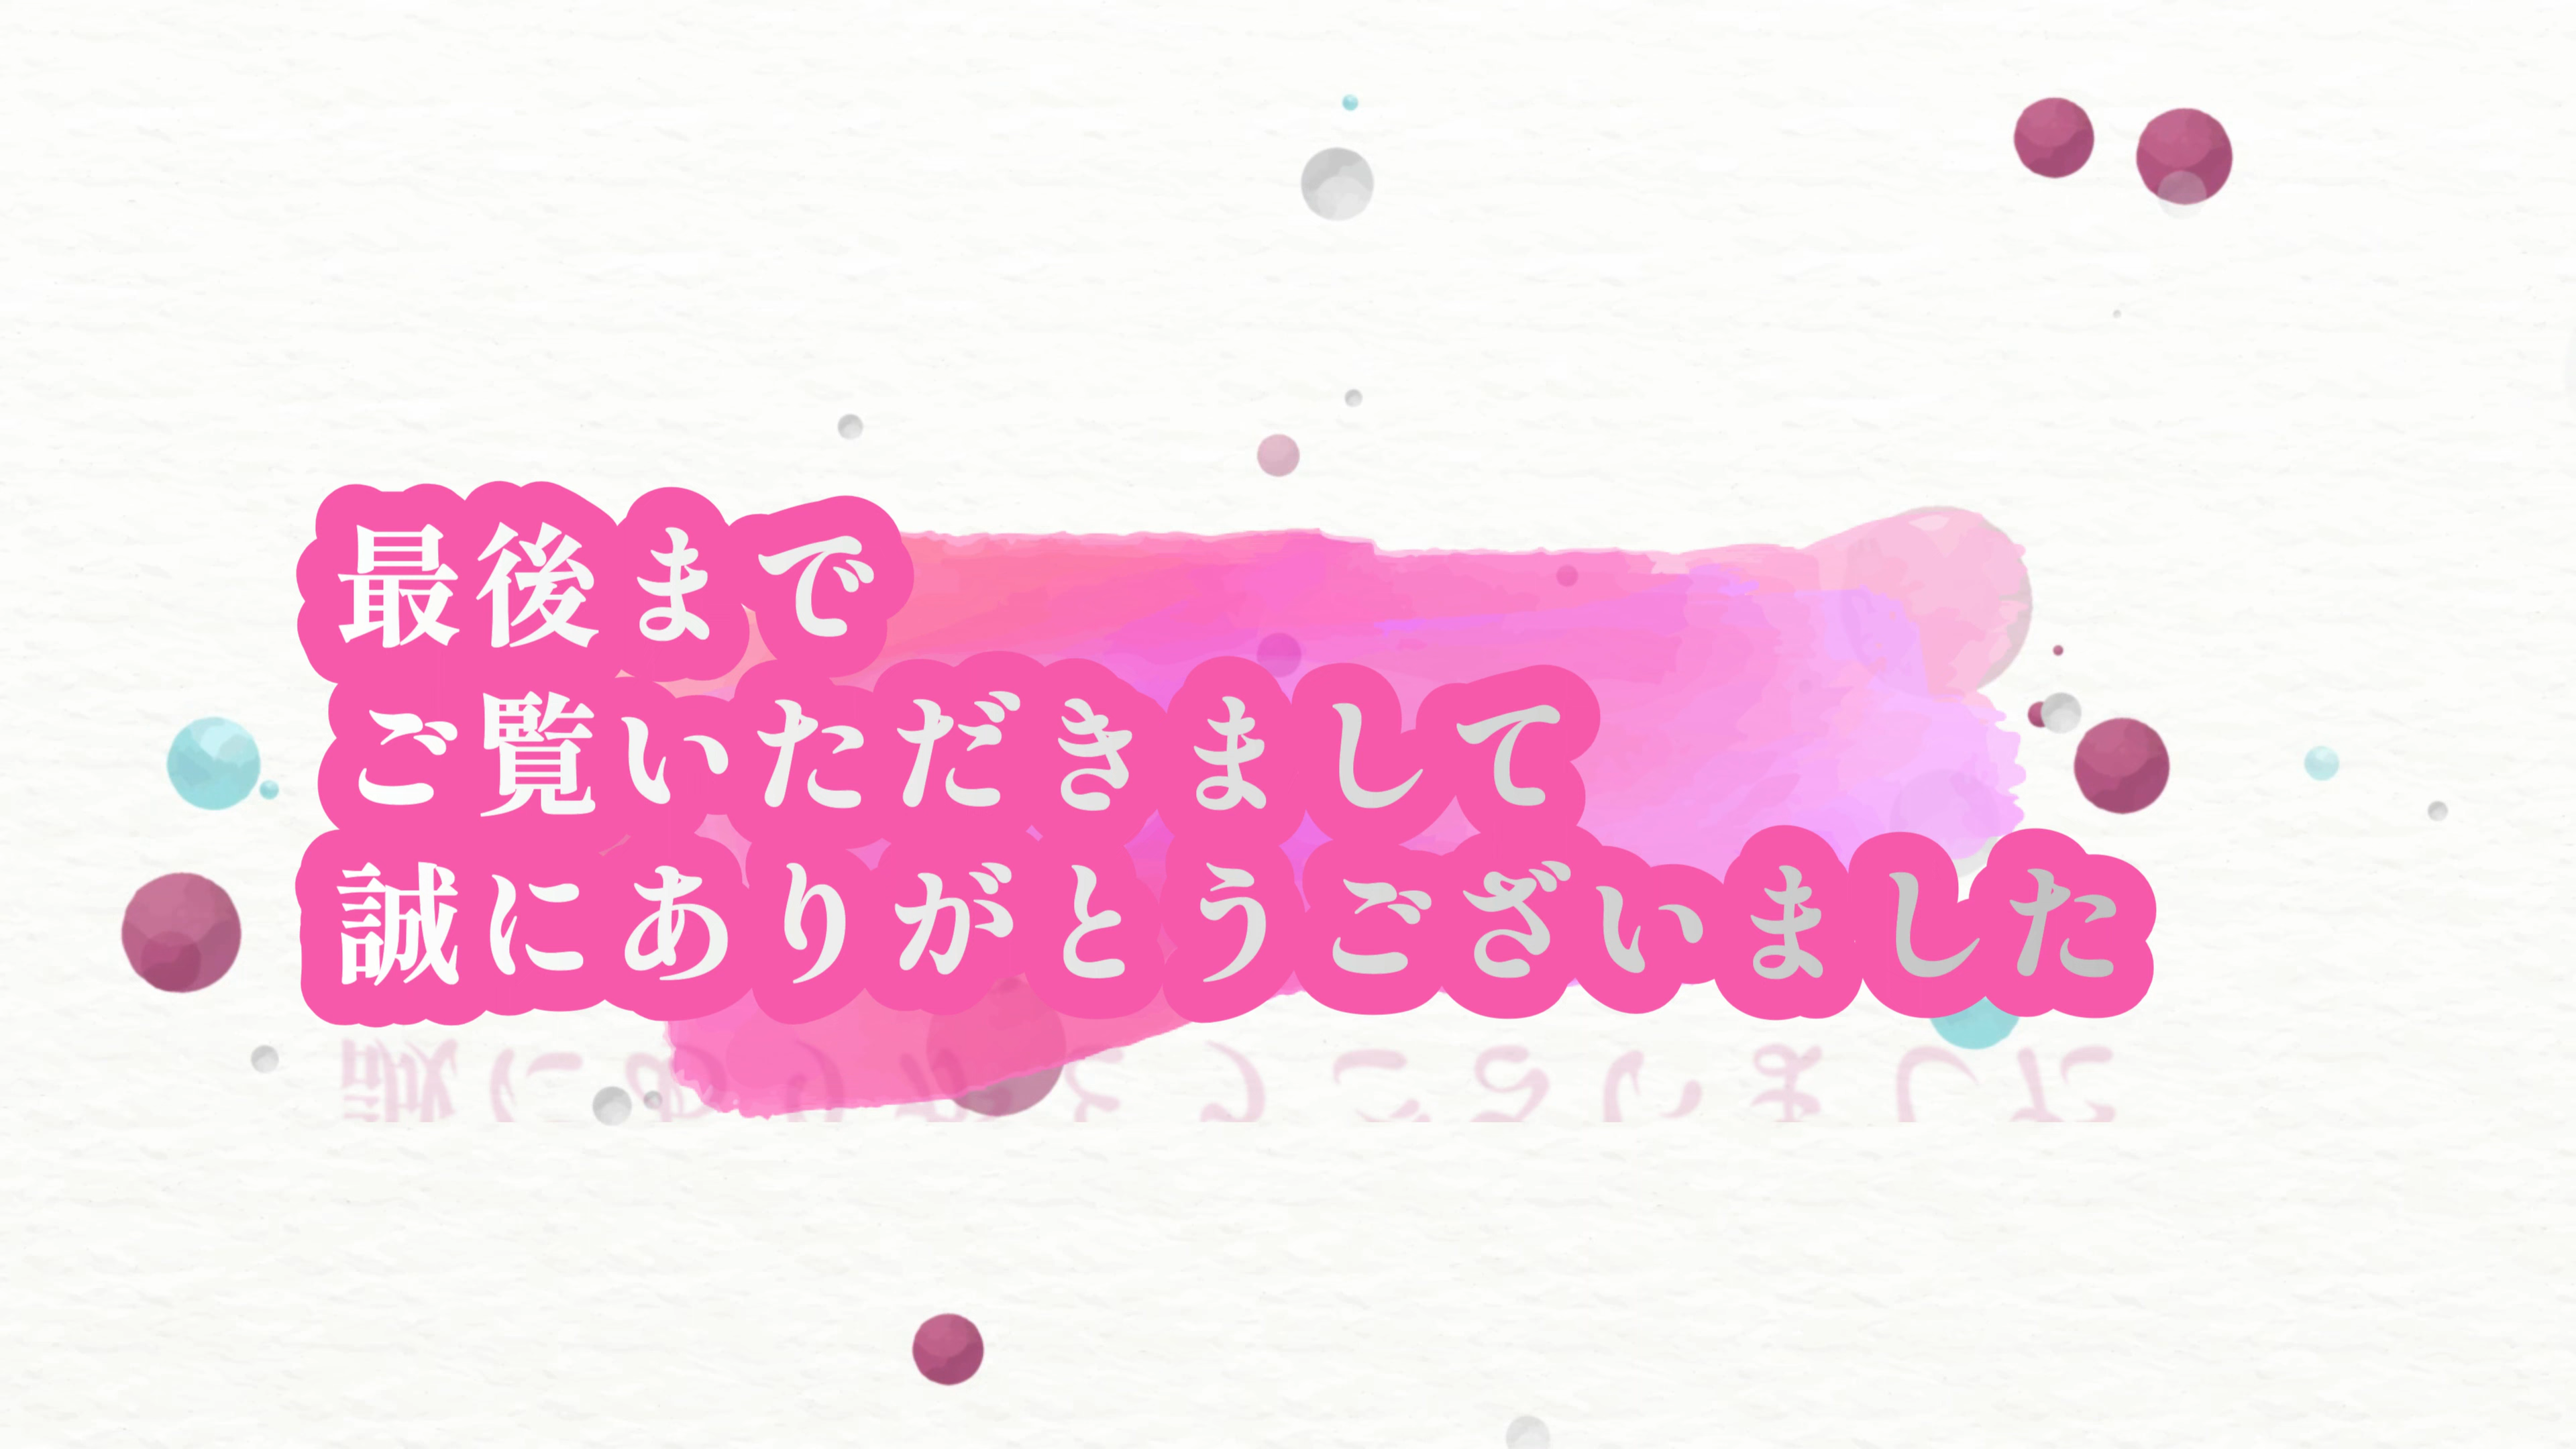 最後まで
ご覧いただきまして
誠にありがとうございました